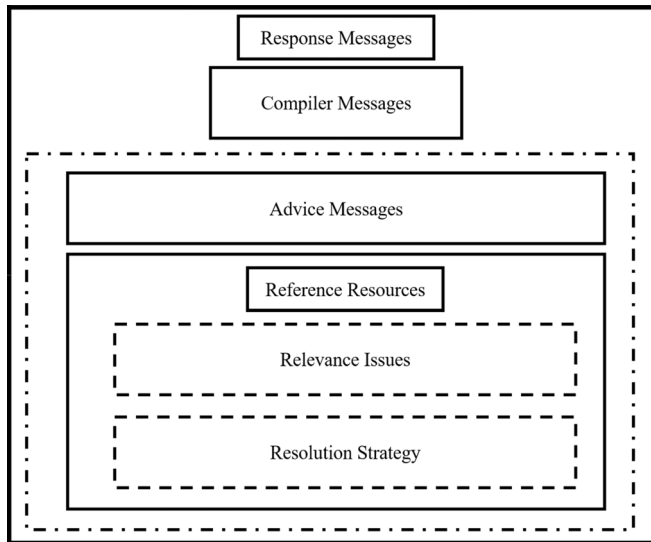 Response Messages
Compiler Messages
Advice Messages
Reference Resources
Relevance Issues
Resolution Strategy